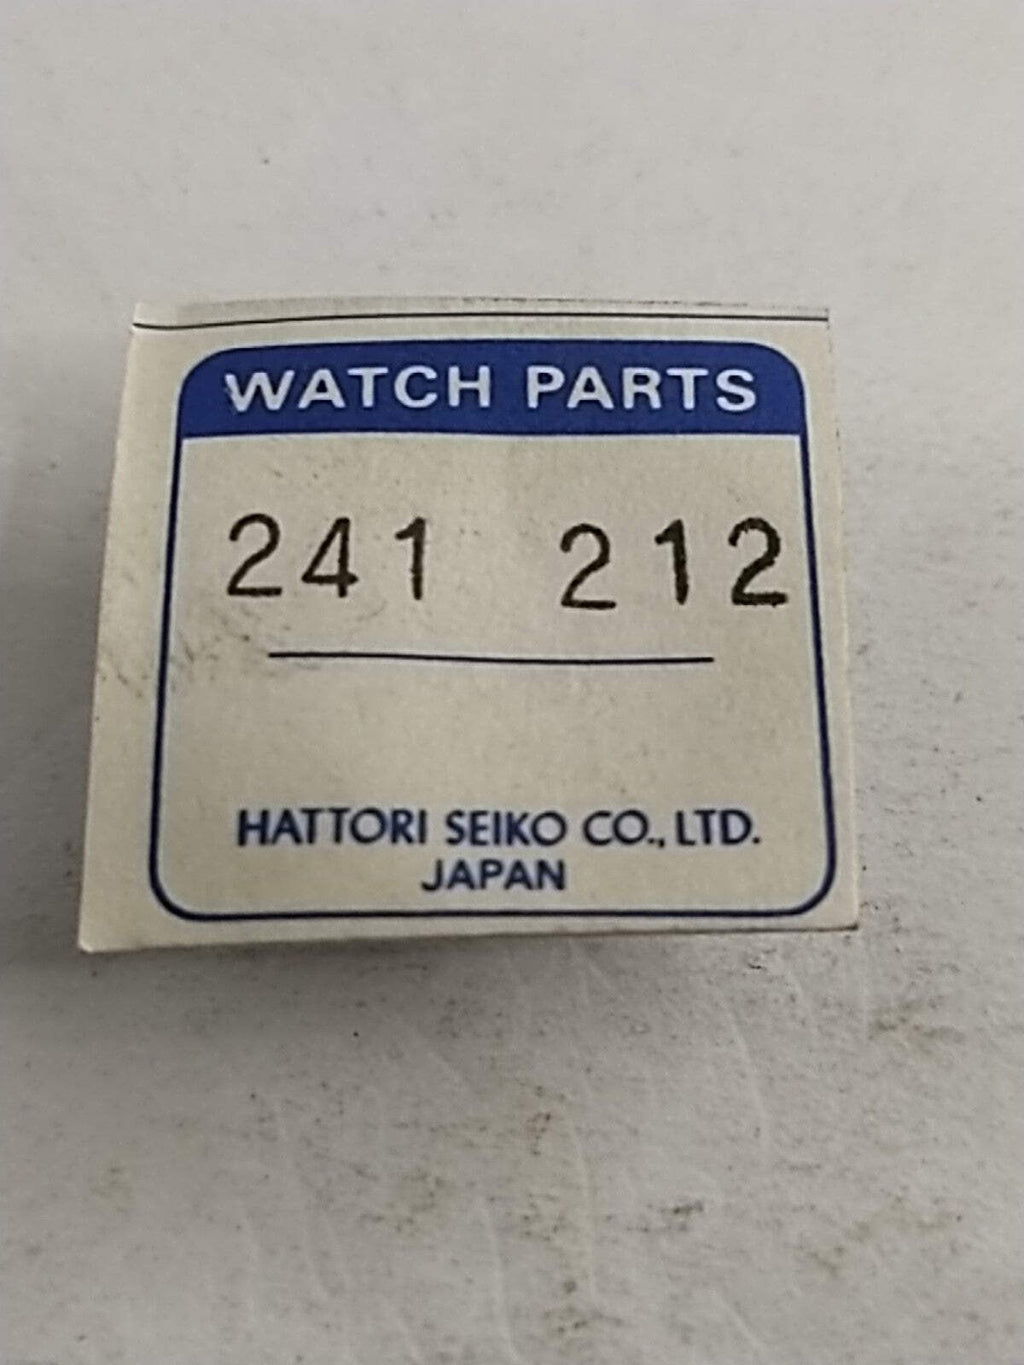 WATCH PARTS
241 212
HATTORI SEIKO CO., LTD.
JAPAN